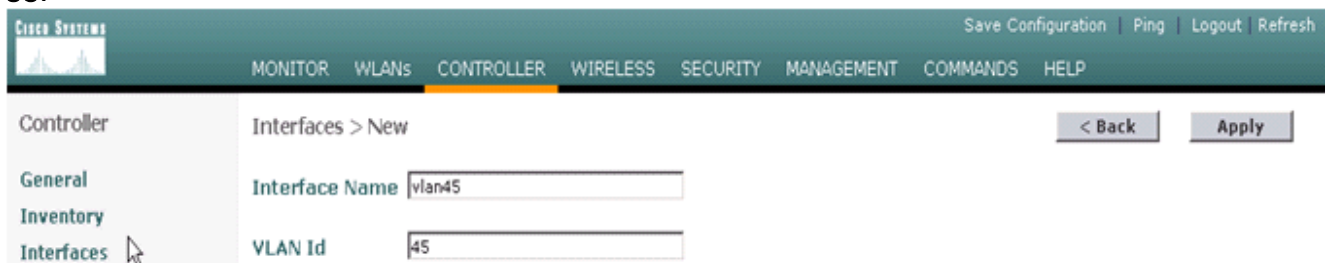 CISCO SYSTEMS
Save Configuration | Ping | Logout | Refresh
MONITOR WLANs CONTROLLER WIRELESS SECURITY MANAGEMENT COMMANDS HELP
Controller
Interfaces > New
< Back
Apply
General
Interface Name vlan45
Inventory
Interfaces
VLAN Id 45